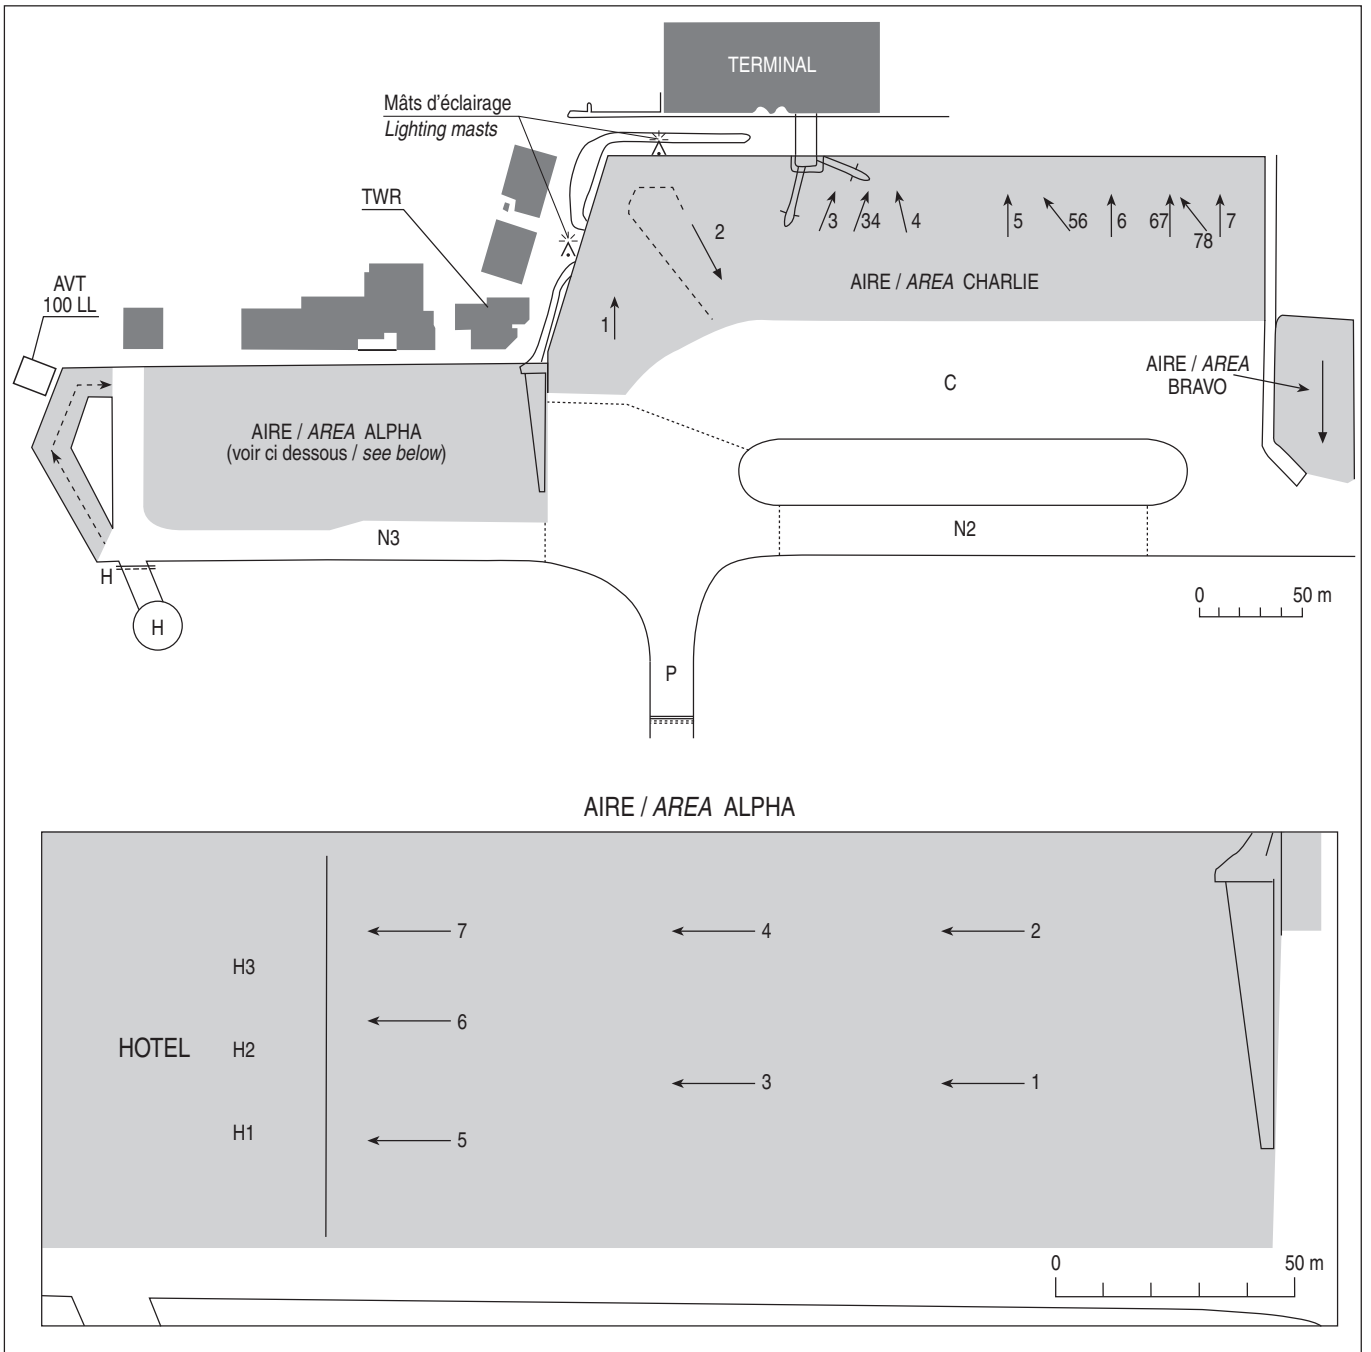 TERMINAL
Mâts d'éclairage
Lighting masts
TWR
AVT
100 LL
2
3
34
4
5
56
6
67
78
7
AIRE / AREA CHARLIE
1
AIRE / AREA
BRAVO
C
AIRE / AREA ALPHA
(voir ci dessous / see below)
N3
N2
H
H
0 50 m
P
AIRE / AREA ALPHA
7
4
2
H3
6
HOTEL
H2
3
1
H1
5
0 50 m